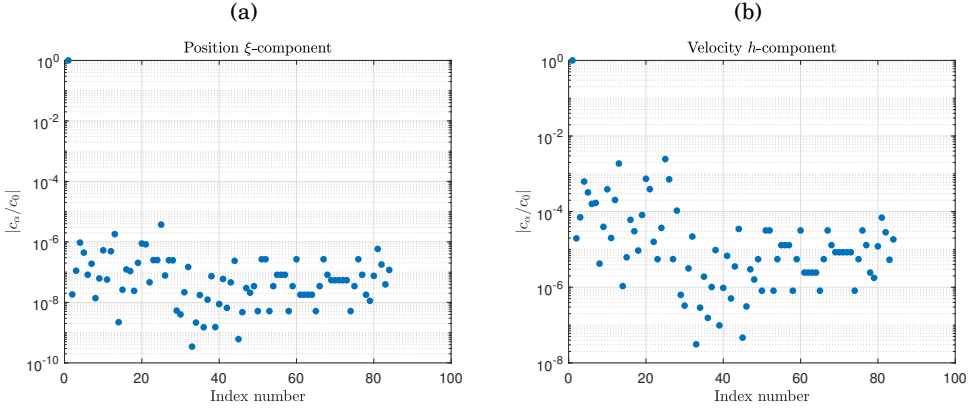 (a)
Position ξ-component
10^0
10^-2
10^-4
10^-6
10^-8
10^-10
|c_α/c_0|
0 20 40 60 80 100
Index number
(b)
Velocity h-component
10^0
10^-2
10^-4
10^-6
10^-8
|c_α/c_0|
0 20 40 60 80 100
Index number